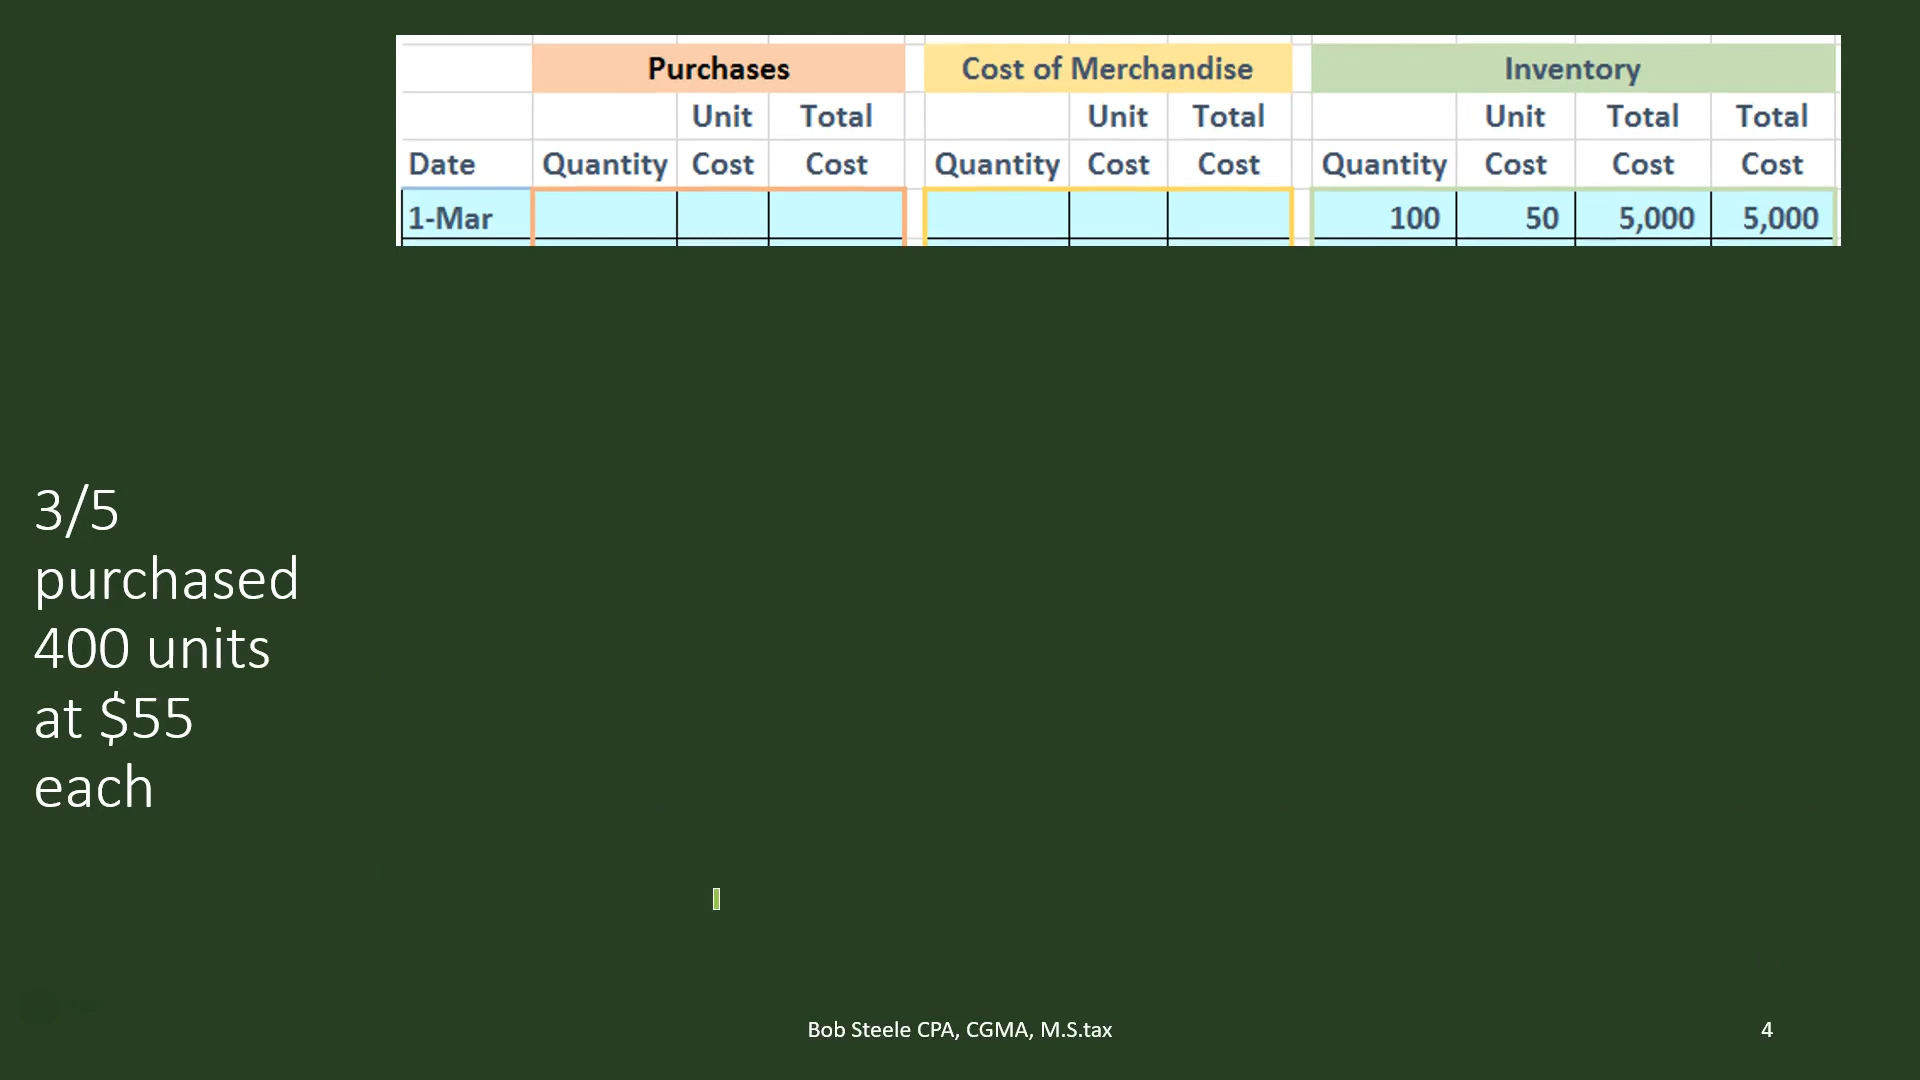 Purchases Cost of Merchandise Inventory
Unit Total Unit Total Unit Total Total
Date Quantity Cost Cost Quantity Cost Cost Quantity Cost Cost Cost
1-Mar 100 50 5,000 5,000
3/5
purchased
400 units
at $55
each
Bob Steele CPA, CGMA, M.S.tax 4